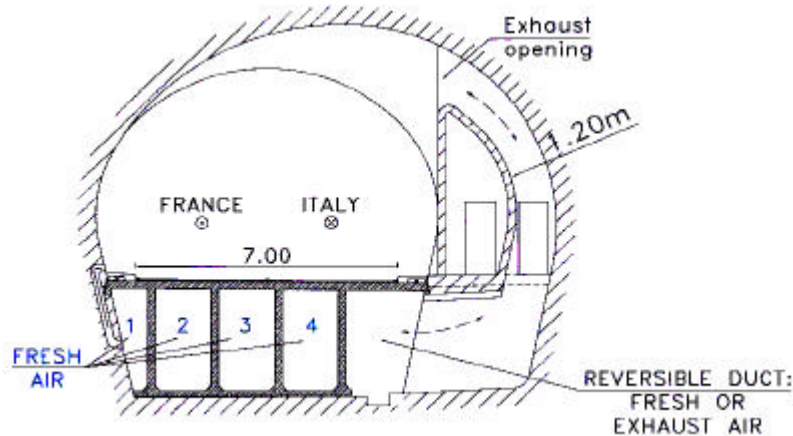 Exhaust
opening
1.20m
FRANCE
ITALY
7.00
1
2
3
4
FRESH
AIR
REVERSIBLE DUCT:
FRESH OR
EXHAUST AIR